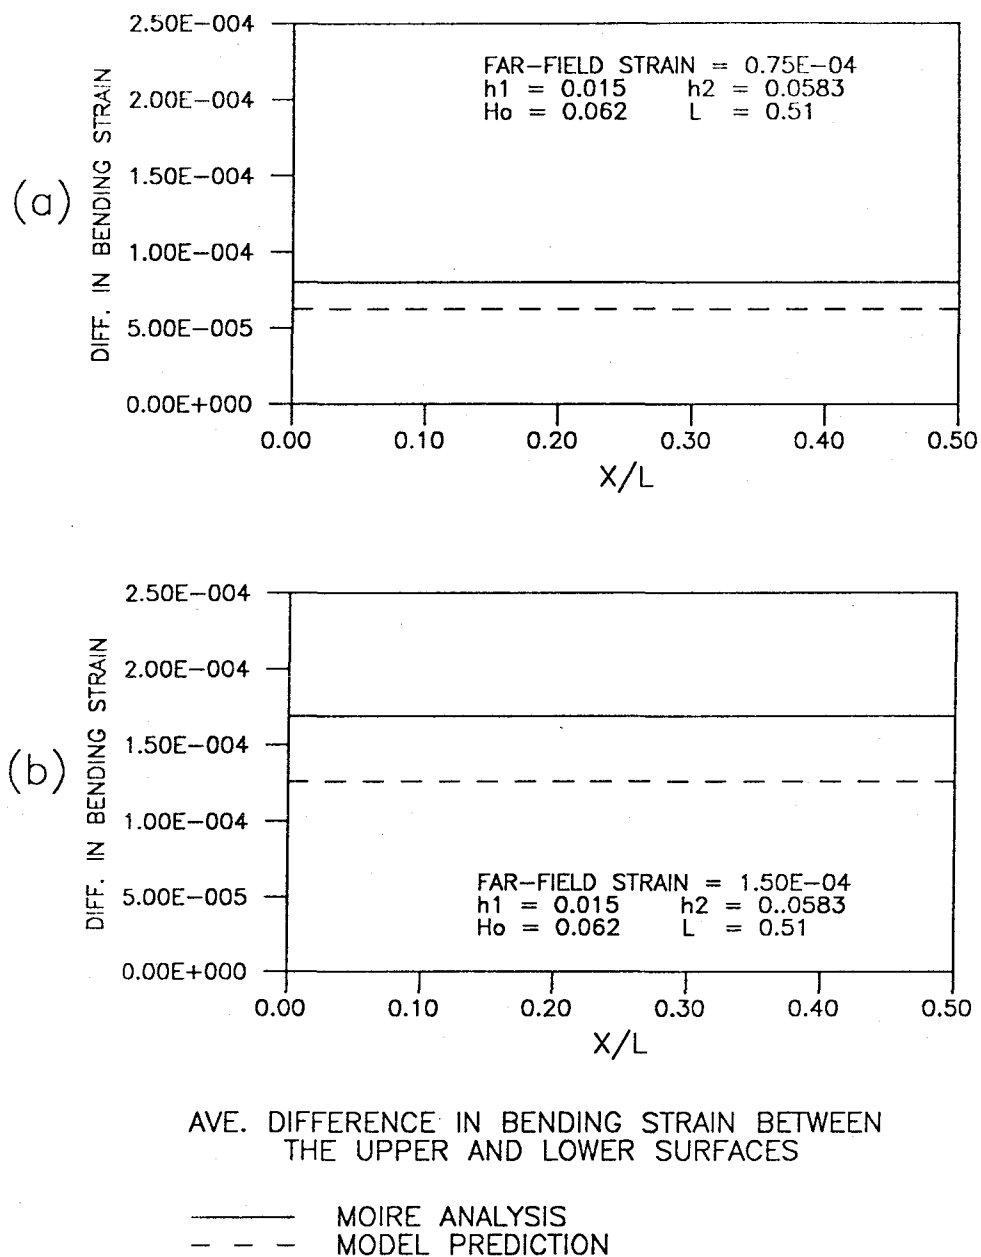 (a)
DIFF. IN BENDING STRAIN
2.50E-004
2.00E-004
1.50E-004
1.00E-004
5.00E-005
0.00E+000
FAR-FIELD STRAIN = 0.75E-04
h1 = 0.015 h2 = 0.0583
Ho = 0.062 L = 0.51
0.00 0.10 0.20 0.30 0.40 0.50
X/L
(b)
DIFF. IN BENDING STRAIN
2.50E-004
2.00E-004
1.50E-004
1.00E-004
5.00E-005
0.00E+000
FAR-FIELD STRAIN = 1.50E-04
h1 = 0.015 h2 = 0..0583
Ho = 0.062 L = 0.51
0.00 0.10 0.20 0.30 0.40 0.50
X/L
AVE. DIFFERENCE IN BENDING STRAIN BETWEEN
THE UPPER AND LOWER SURFACES
MOIRE ANALYSIS
MODEL PREDICTION